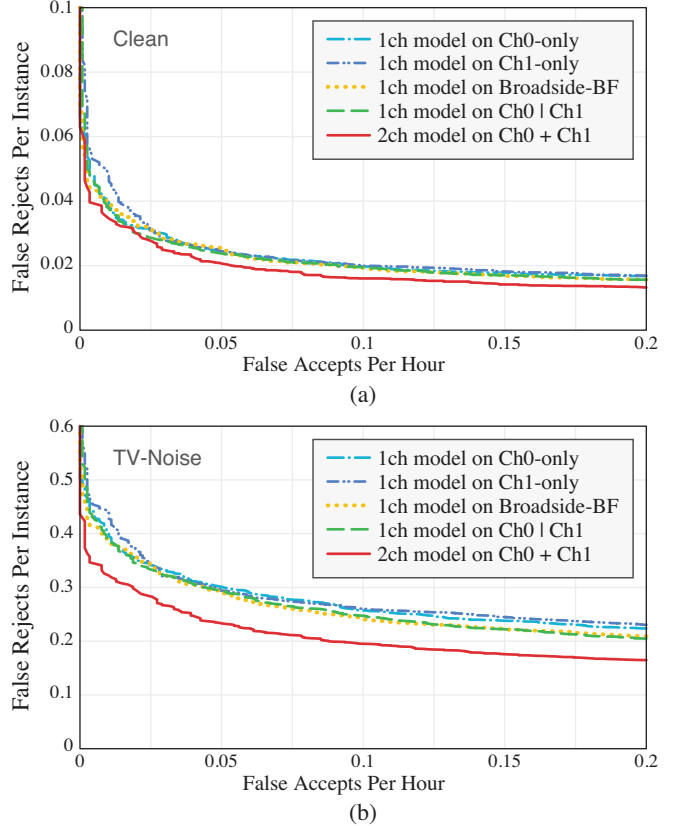 0.1
0.08
0.06
0.04
0.02
0
False Rejects Per Instance
Clean
1ch model on Ch0-only
1ch model on Ch1-only
1ch model on Broadside-BF
1ch model on Ch0 | Ch1
2ch model on Ch0 + Ch1
0 0.05 0.1 0.15 0.2
False Accepts Per Hour
(a)
0.6
0.5
0.4
0.3
0.2
0.1
0
False Rejects Per Instance
TV-Noise
1ch model on Ch0-only
1ch model on Ch1-only
1ch model on Broadside-BF
1ch model on Ch0 | Ch1
2ch model on Ch0 + Ch1
0 0.05 0.1 0.15 0.2
False Accepts Per Hour
(b)